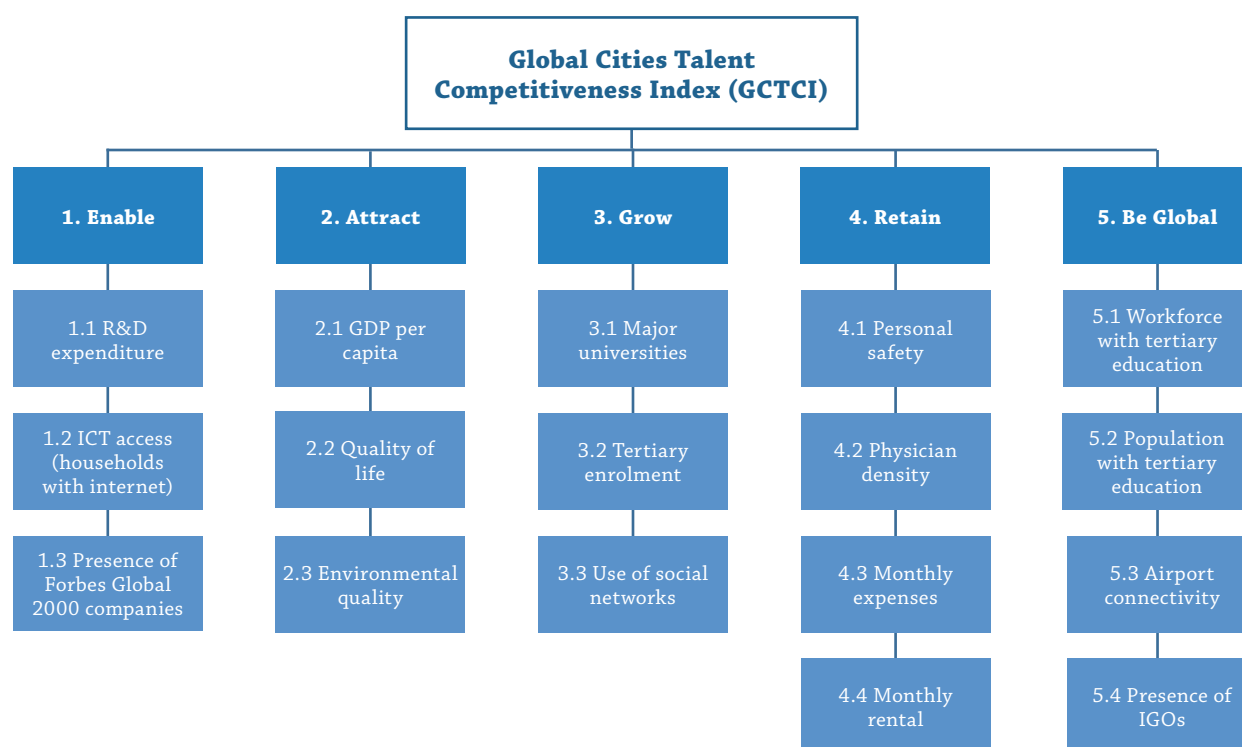 Global Cities Talent
Competitiveness Index (GCTCI)
1. Enable
2. Attract
3. Grow
4. Retain
5. Be Global
1.1 R&D
expenditure
2.1 GDP per
capita
3.1 Major
universities
4.1 Personal
safety
5.1 Workforce
with tertiary
education
1.2 ICT access
(households
with internet)
2.2 Quality of
life
3.2 Tertiary
enrolment
4.2 Physician
density
5.2 Population
with tertiary
education
1.3 Presence of
Forbes Global
2000 companies
2.3 Environmental
quality
3.3 Use of social
networks
4.3 Monthly
expenses
5.3 Airport
connectivity
4.4 Monthly
rental
5.4 Presence of
IGOs